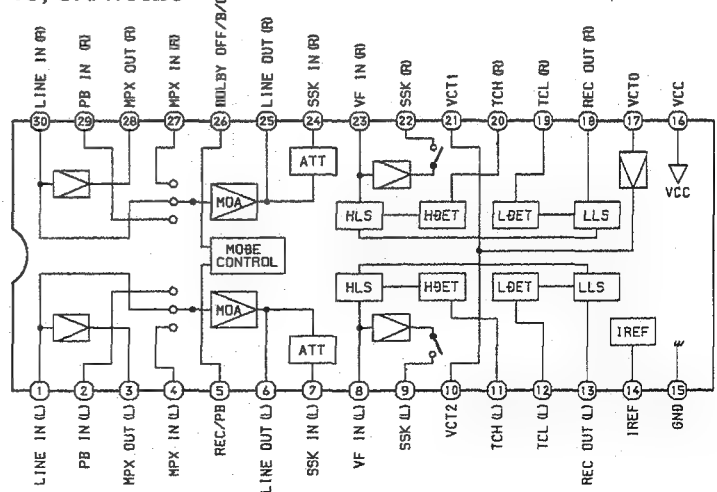 LINE IN (R)
PB IN (R)
MPX OUT (R)
MPX IN (R)
DOLBY OFF/B/C
LINE OUT (R)
SSK IN (R)
VF IN (R)
SSK (R)
VCT1
TCH (R)
TCL (R)
REC OUT (R)
VCTO
VCC
30 29 28 27 26 25 24 23 22 21 20 19 18 17 16
ATT
VCC
MOA
HLS H-DET L-DET LLS
MODE
CONTROL
HLS H-DET L-DET LLS
MOA
ATT
IREF
1 2 3 4 5 6 7 8 9 10 11 12 13 14 15
LINE IN (L)
PB IN (L)
MPX OUT (L)
MPX IN (L)
REC/PB
LINE OUT (L)
SSK IN (L)
VF IN (L)
SSK (L)
VCT2
TCH (L)
TCL (L)
REC OUT (L)
IREF
GND